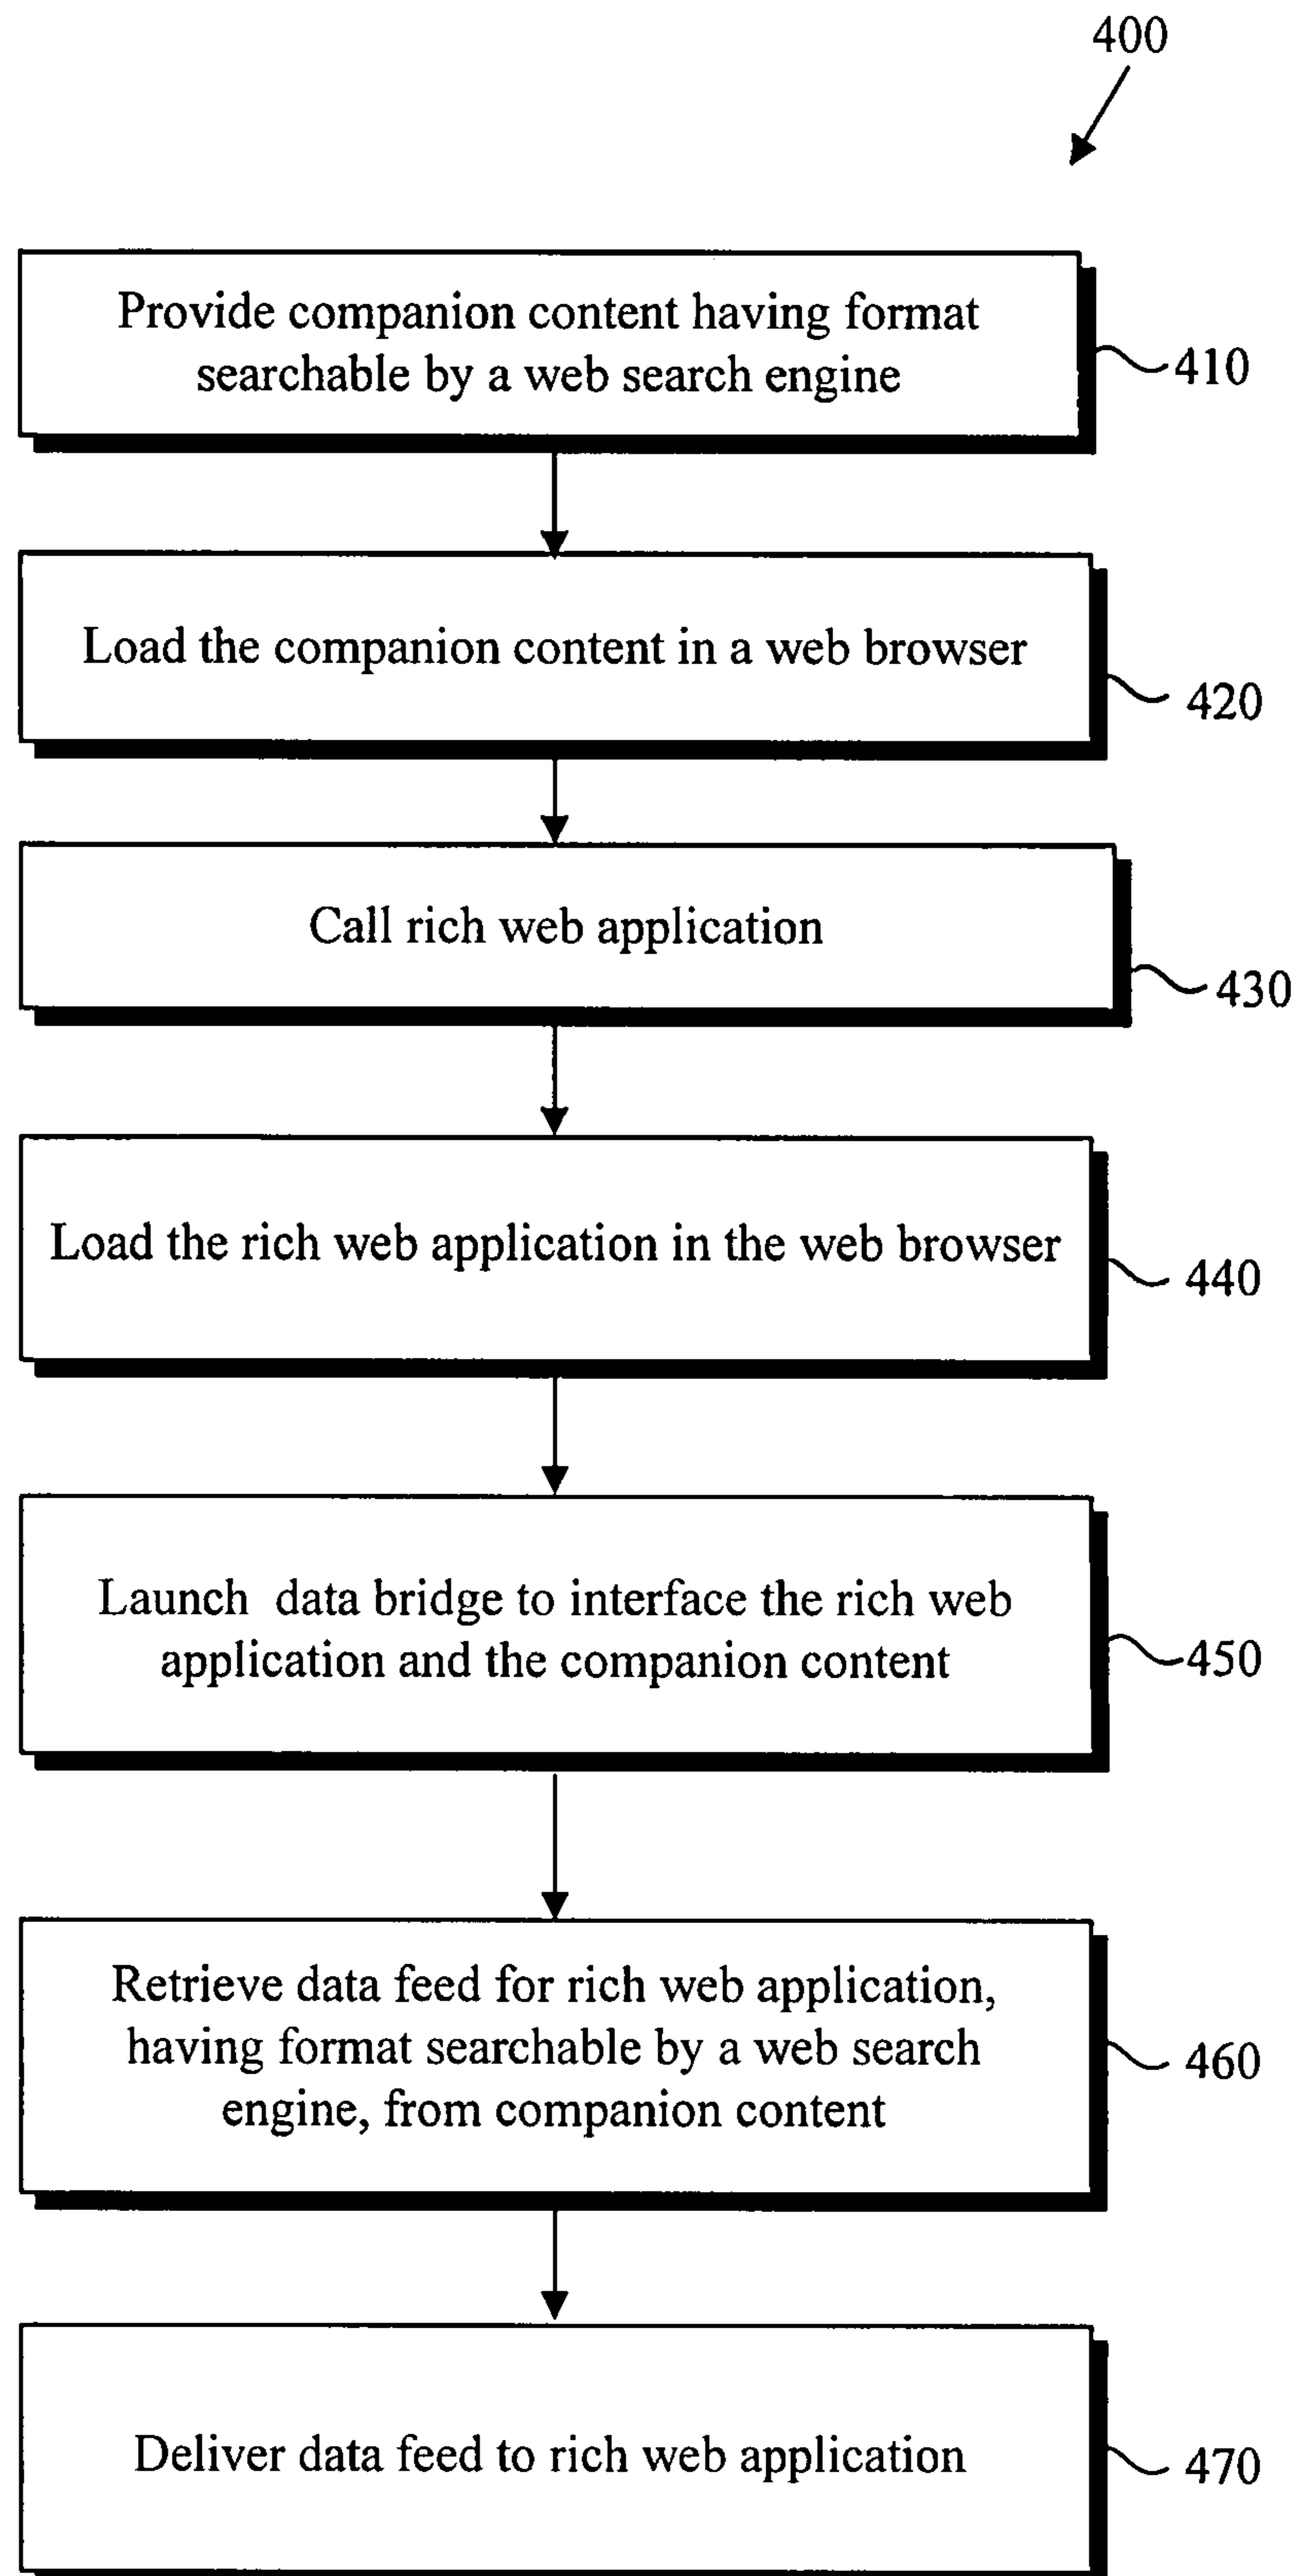 400
Provide companion content having format
searchable by a web search engine
410
Load the companion content in a web browser
420
Call rich web application
430
Load the rich web application in the web browser
440
Launch data bridge to interface the rich web
application and the companion content
450
Retrieve data feed for rich web application,
having format searchable by a web search
engine, from companion content
460
Deliver data feed to rich web application
470